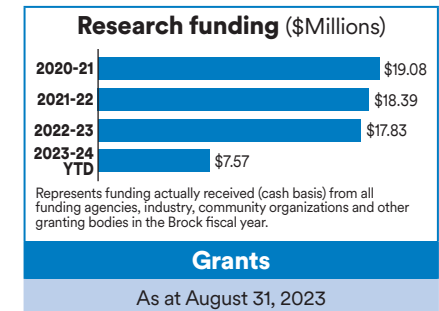 Research funding ($Millions)
2020-21 $19.08
2021-22 $18.39
2022-23 $17.83
2023-24
YTD $7.57
Represents funding actually received (cash basis) from all
funding agencies, industry, community organizations and other
granting bodies in the Brock fiscal year.
Grants
As at August 31, 2023